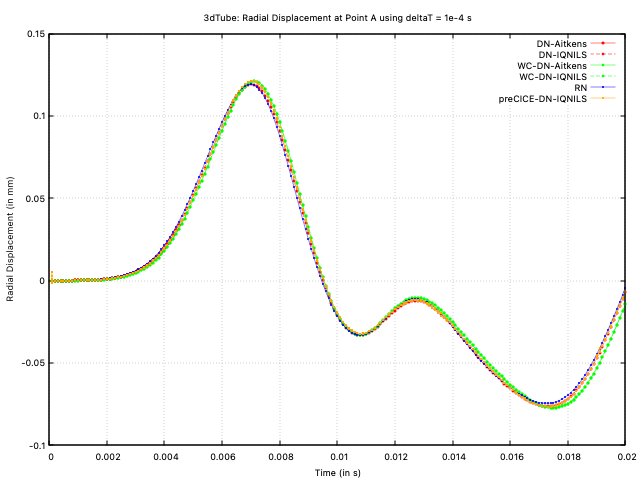 3dTube: Radial Displacement at Point A using deltaT = 1e-4 s
0.15
0.1
0.05
0
-0.05
-0.1
Radial Displacement (in mm)
DN-Aitkens
DN-IQNILS
WC-DN-Aitkens
WC-DN-IQNILS
RN
preCICE-DN-IQNILS
0 0.002 0.004 0.006 0.008 0.01 0.012 0.014 0.016 0.018 0.02
Time (in s)